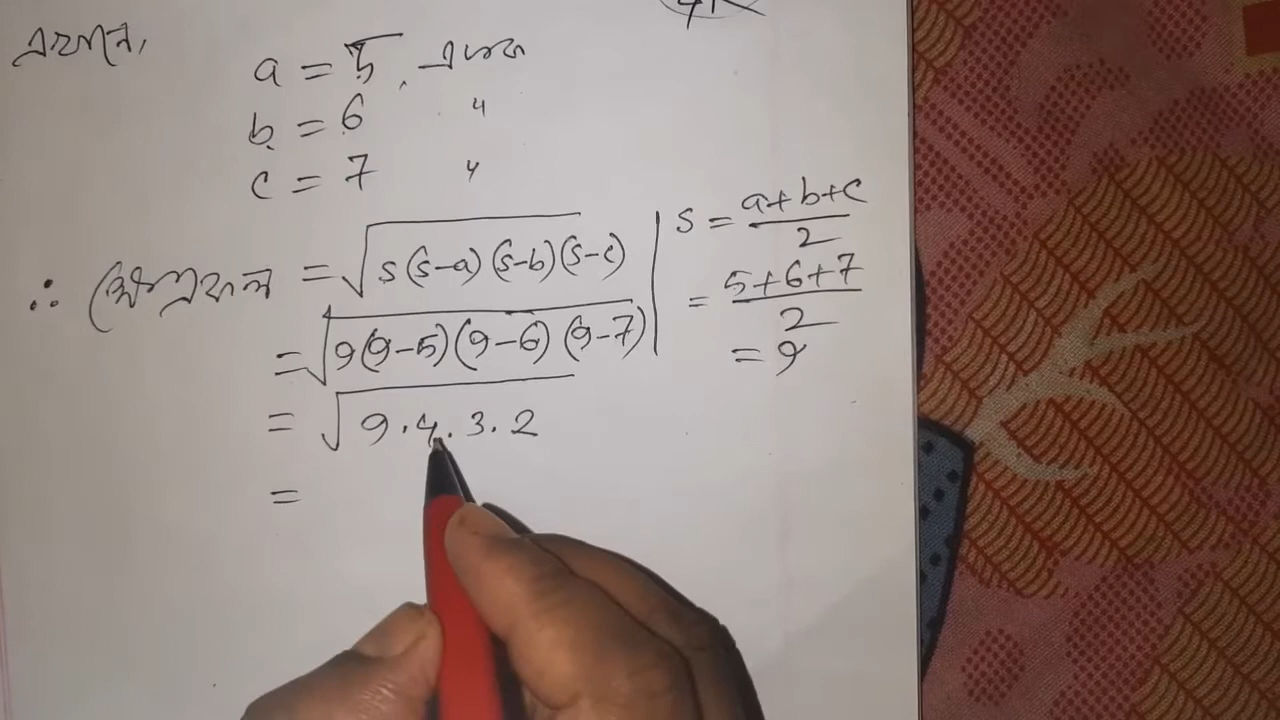 এখানে,
a = 5, একক
b = 6 "
c = 7 "
∴ ক্ষেত্রফল = √s(s-a)(s-b)(s-c)
= √9(9-5)(9-6)(9-7)
= √9.4.3.2
=
s = a+b+c/2
= 5+6+7/2
= 9